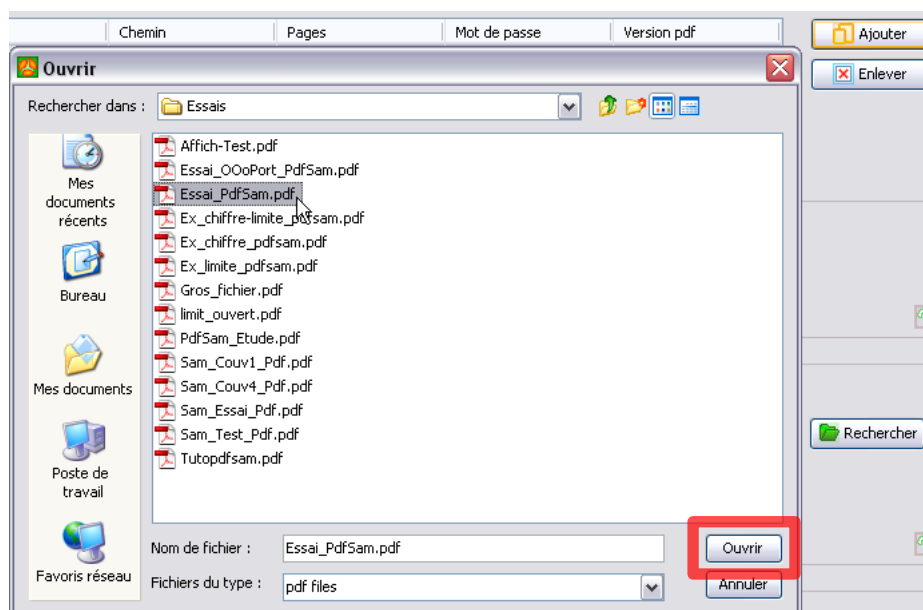 Chemin Pages Mot de passe Version pdf
Ajouter
Ouvrir
Enlever
Rechercher dans : Essais
Mes
documents
récents
Bureau
Mes documents
Poste de
travail
Favoris réseau
Affich-Test.pdf
Essai_OOoPort_PdfSam.pdf
Essai_PdfSam.pdf
Ex_chiffre-limite_pdfsam.pdf
Ex_chiffre_pdfsam.pdf
Ex_limite_pdfsam.pdf
Gros_fichier.pdf
limit_ouvert.pdf
PdfSam_Etude.pdf
Sam_Couv1_Pdf.pdf
Sam_Couv4_Pdf.pdf
Sam_Essai_Pdf.pdf
Sam_Test_Pdf.pdf
Tutopdfsam.pdf
Rechercher
Nom de fichier : Essai_PdfSam.pdf Ouvrir
Fichiers du type : pdf files Annuler